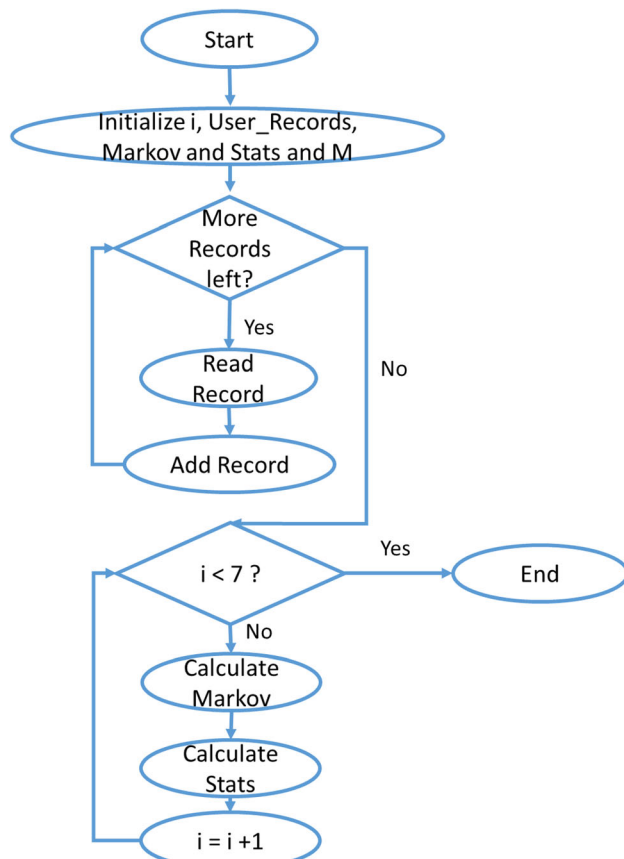 Start
Initialize i, User_Records,
Markov and Stats and M
More
Records
left?
Yes
Read
Record
No
Add Record
i < 7 ?
Yes
End
No
Calculate
Markov
Calculate
Stats
i = i +1